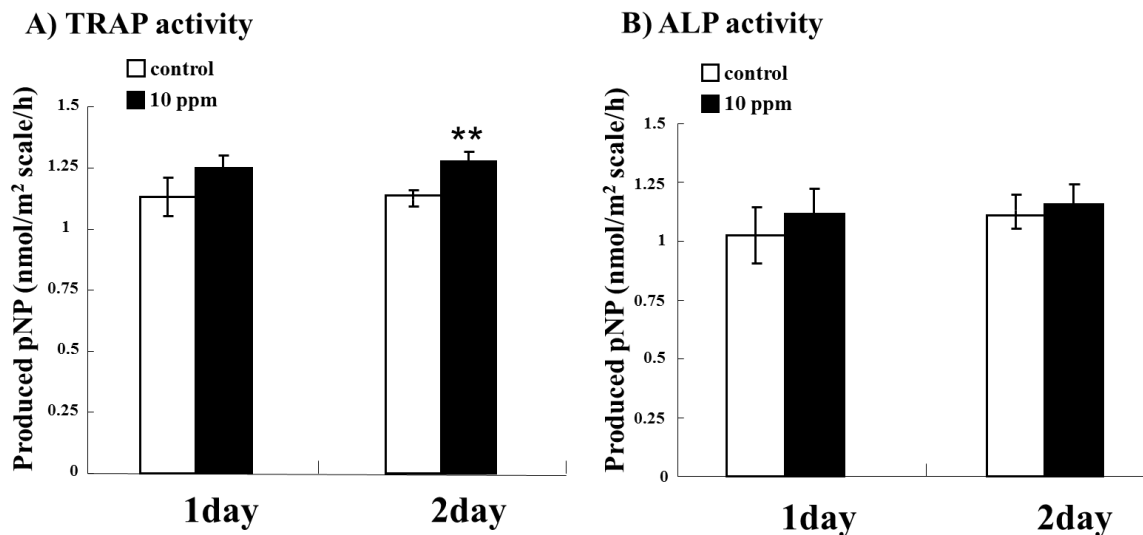 A) TRAP activity
control
10 ppm
Produced pNP (nmol/m² scale/h)
1.5
1.25
1
0.75
0.5
0.25
0
**
1day
2day
B) ALP activity
control
10 ppm
Produced pNP (nmol/m² scale/h)
1.5
1.25
1
0.75
0.5
0.25
0
1day
2day